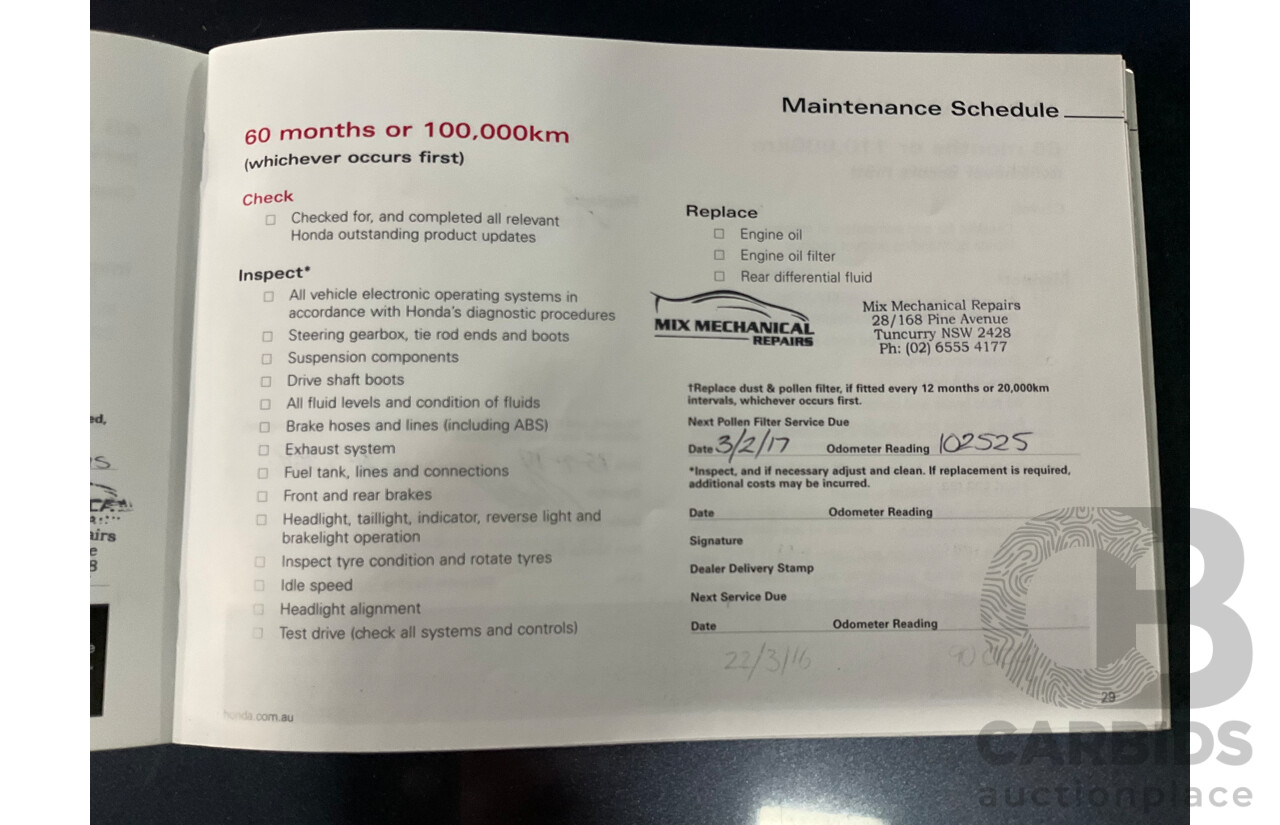 Maintenance Schedule
60 months or 100,000km
(whichever occurs first)
Check
Checked for, and completed all relevant
Honda outstanding product updates
Inspect*
All vehicle electronic operating systems in
accordance with Honda's diagnostic procedures
Steering gearbox, tie rod ends and boots
Suspension components
Drive shaft boots
All fluid levels and condition of fluids
Brake hoses and lines (including ABS)
Exhaust system
Fuel tank, lines and connections
Front and rear brakes
Headlight, taillight, indicator, reverse light and
brakelight operation
Inspect tyre condition and rotate tyres
Idle speed
Headlight alignment
Test drive (check all systems and controls)
honda.com.au
Replace
Engine oil
Engine oil filter
Rear differential fluid
MIX MECHANICAL
REPAIRS
Mix Mechanical Repairs
28/168 Pine Avenue
Tuncurry NSW 2428
Ph: (02) 6555 4177
†Replace dust & pollen filter, if fitted every 12 months or 20,000km
intervals, whichever occurs first.
Next Pollen Filter Service Due
Date 3/2/17 Odometer Reading 102525
*Inspect, and if necessary adjust and clean. If replacement is required,
additional costs may be incurred.
Date Odometer Reading
Signature
Dealer Delivery Stamp
Next Service Due
Date Odometer Reading
22/3/16
29
CB
CARBIDS
auctionplace